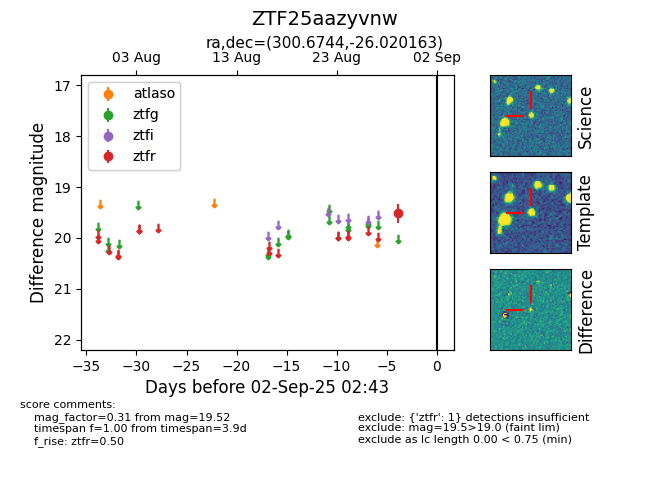 ZTF25aazyvnw
ra,dec=(300.6744,-26.020163)
03 Aug 13 Aug 23 Aug 02 Sep
atlaso
ztfg
ztfi
ztfr
17
18
19
20
21
22
Difference magnitude
−35 −30 −25 −20 −15 −10 −5 0
Days before 02-Sep-25 02:43
Science
Template
Difference
score comments:
mag_factor=0.31 from mag=19.52
timespan f=1.00 from timespan=3.9d
f_rise: ztfr=0.50
exclude: {'ztfr': 1} detections insufficient
exclude: mag=19.5>19.0 (faint lim)
exclude as lc length 0.00 < 0.75 (min)